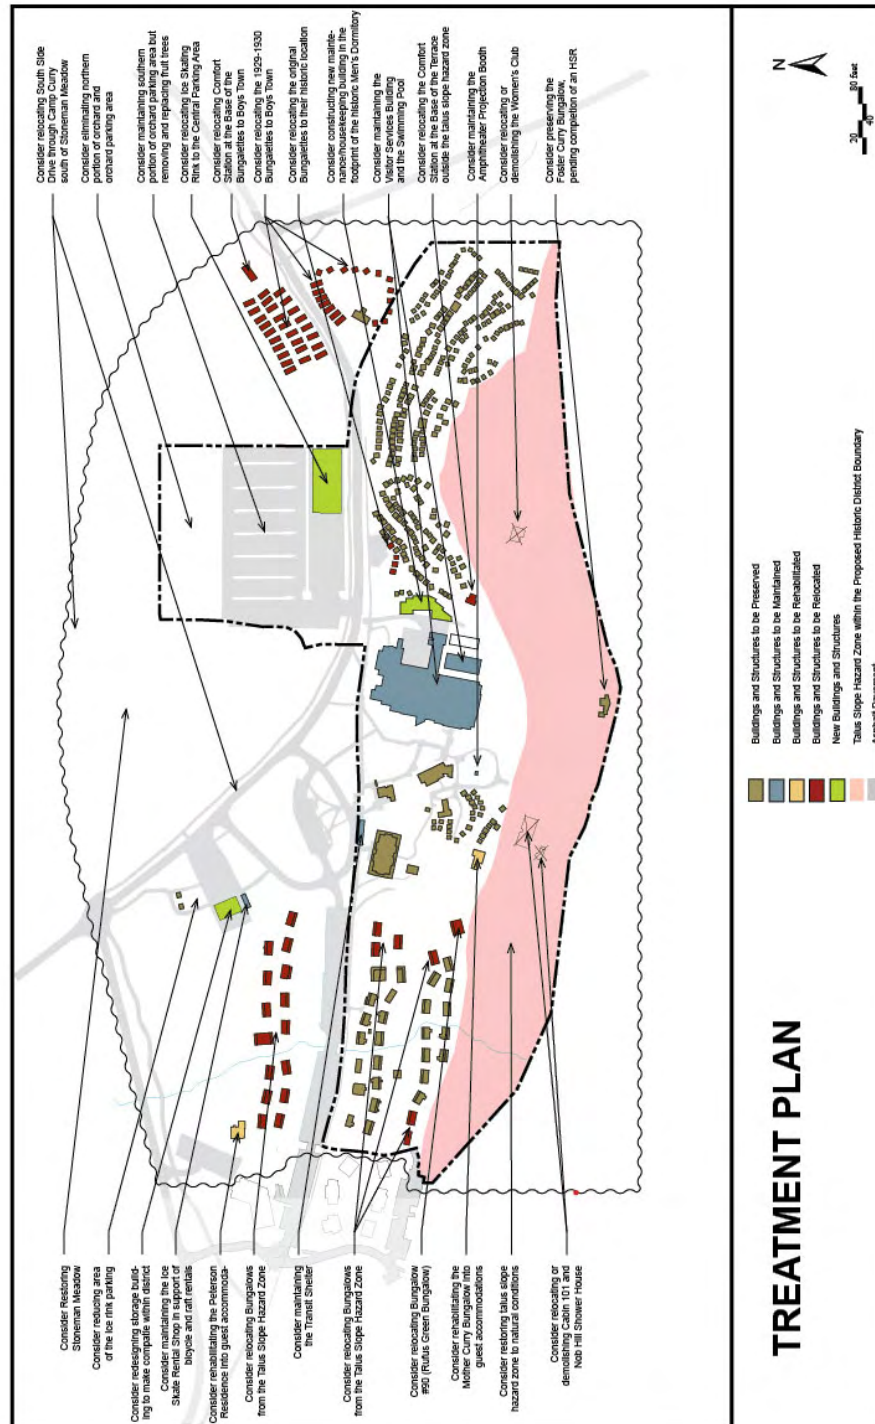 Consider relocating South Side
Drive through Camp Curry
south of Stoneman Meadow
Consider eliminating northern
portion of orchard and
orchard parking area
Consider maintaining southern
portion of orchard parking area but
removing and replacing fruit trees
Consider relocating Ice Skating
Rink to the Central Parking Area
Consider relocating Comfort
Station at the Base of the
Bungalettes to Boys Town
Consider relocating the 1929-1930
Bungalettes to Boys Town
Consider relocating the original
Bungalettes to their historic location
Consider constructing new mainte-
nance/housekeeping building in the
footprint of the historic Men's Dormitory
Consider maintaining the
Visitor Services Building
and the Swimming Pool
Consider relocating the Comfort
Station at the Base of the Terrace
outside the talus slope hazard zone
Consider maintaining the
Amphitheater Projection Booth
Consider relocating or
demolishing the Women's Club
Consider preserving the
Foster Curry Bungalow,
pending completion of an HSR
N
20
40
80 feet
Consider Restoring
Stoneman Meadow
Consider reducing area
of the ice rink parking
Consider redesigning storage build-
ing to make compatie within district
Consider maintaining the Ice
Skate Rental Shop in support of
bicycle and raft rentals
Consider rehabilitating the Peterson
Residence into guest accommoda-
Consider relocating Bungalows
from the Talus Slope Hazard Zone
Consider maintaining
the Transit Shelter
Consider relocating Bungalows
from the Talus Slope Hazard Zone
Consider relocating Bungalow
#90 (Rufus Green Bungalow)
Consider rehabilitating the
Mother Curry Bungalow into
guest accommodations
Consider restoring talus slope
hazard zone to natural conditions
Consider relocating or
demolishing Cabin 101 and
Nob Hill Shower House
TREATMENT PLAN
Buildings and Structures to be Preserved
Buildings and Structures to be Maintained
Buildings and Structures to be Rehabilitated
Buildings and Structures to be Relocated
New Buildings and Structures
Talus Slope Hazard Zone within the Proposed Historic District Boundary